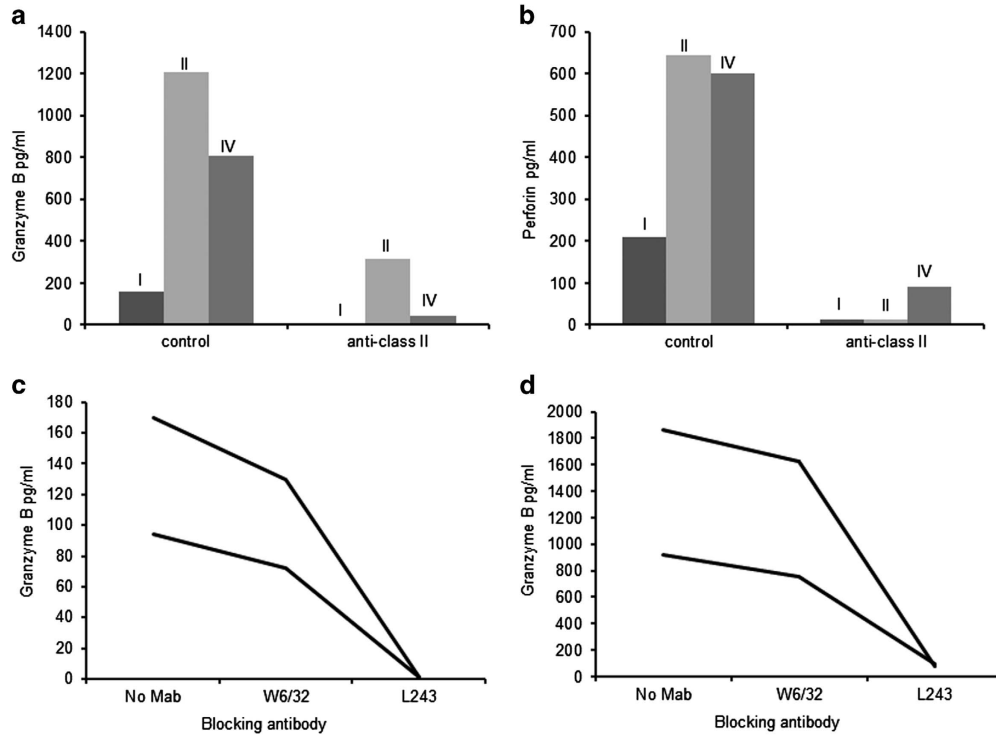 a
Granzyme B pg/ml
1400
1200
1000
800
600
400
200
0
I
II
IV
I
II
IV
control
anti-class II
b
Perforin pg/ml
700
600
500
400
300
200
100
0
I
II
IV
I
II
IV
control
anti-class II
c
Granzyme B pg/ml
180
160
140
120
100
80
60
40
20
0
No Mab
W6/32
L243
Blocking antibody
d
Granzyme B pg/ml
2000
1800
1600
1400
1200
1000
800
600
400
200
0
No Mab
W6/32
L243
Blocking antibody